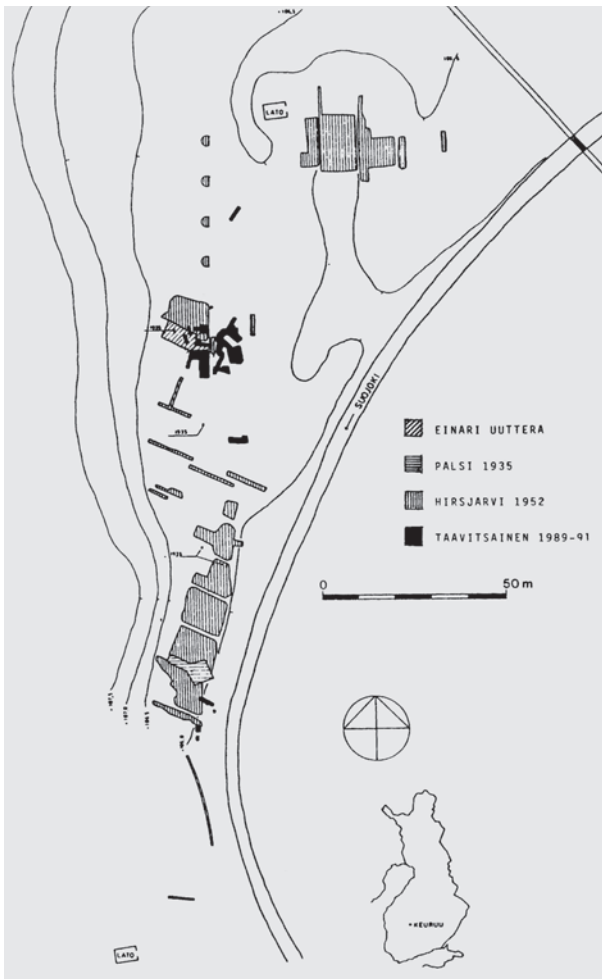 LATO
SUOJOKI
EINARI UUTTERA
PALSI 1935
HIRSJARVI 1952
TAAVITSAINEN 1989-91
0 50 m
KEURUU
LATO